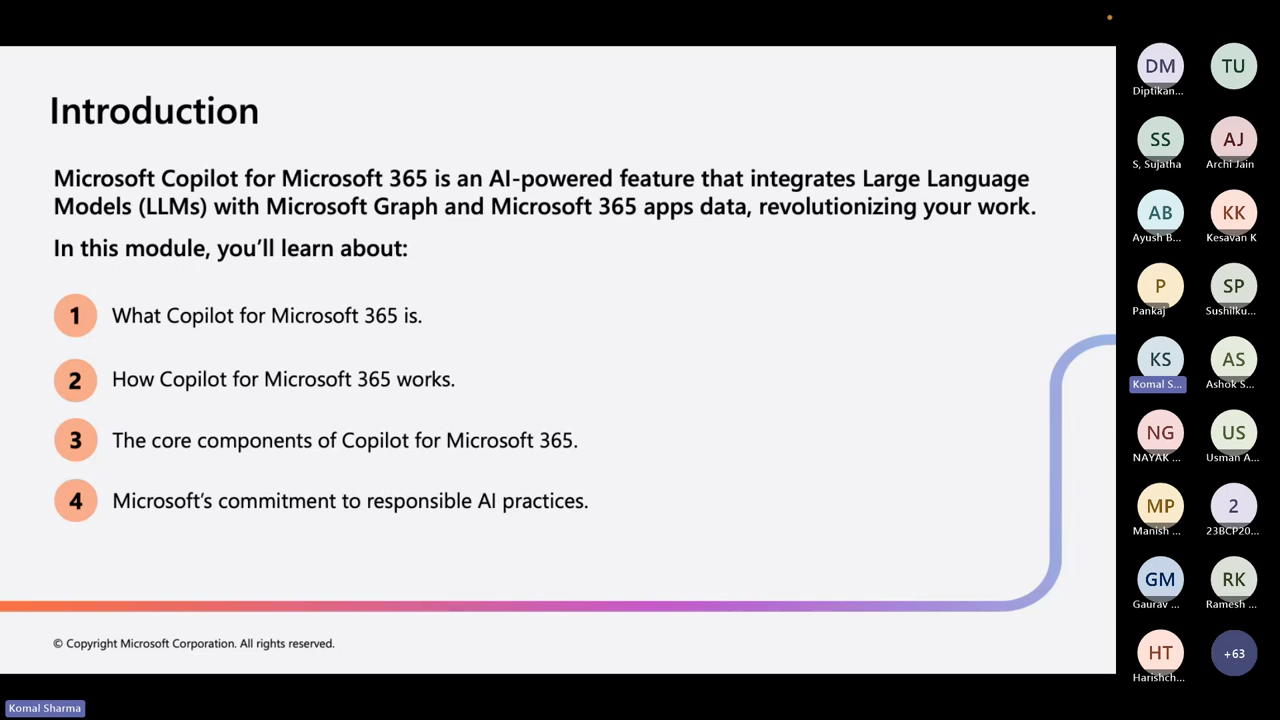 Introduction
Microsoft Copilot for Microsoft 365 is an AI-powered feature that integrates Large Language
Models (LLMs) with Microsoft Graph and Microsoft 365 apps data, revolutionizing your work.
In this module, you’ll learn about:
1 What Copilot for Microsoft 365 is.
2 How Copilot for Microsoft 365 works.
3 The core components of Copilot for Microsoft 365.
4 Microsoft’s commitment to responsible AI practices.
© Copyright Microsoft Corporation. All rights reserved.
Komal Sharma
DM TU
Diptikan...
SS AJ
S, Sujatha Archi Jain
AB KK
Ayush B... Kesavan K
P SP
Pankaj Sushilku...
KS AS
Komal S... Ashok S...
NG US
NAYAK ... Usman A...
MP 2
Manish ... 23BCP20...
GM RK
Gaurav ... Ramesh ...
HT +63
Harishch...